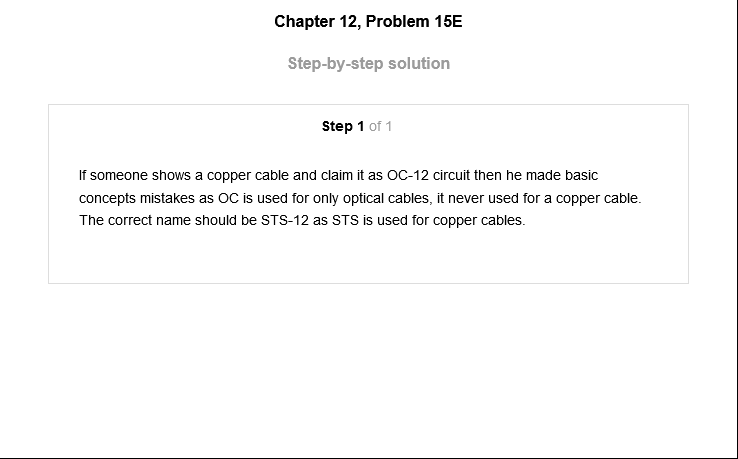 Chapter 12, Problem 15E
Step-by-step solution
Step 1 of 1
If someone shows a copper cable and claim it as OC-12 circuit then he made basic
concepts mistakes as OC is used for only optical cables, it never used for a copper cable.
The correct name should be STS-12 as STS is used for copper cables.